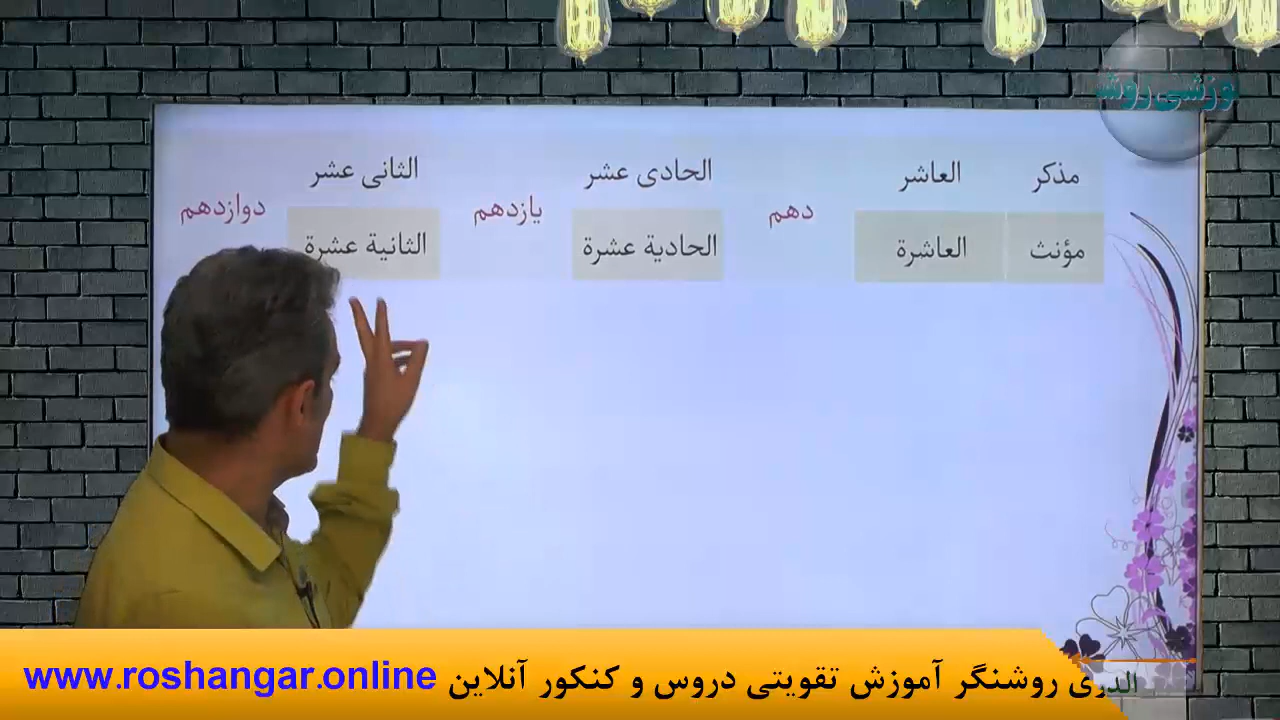 مذکر العاشر الحادی عشر الثانی عشر
دهم یازدهم دوازدهم
مؤنث العاشرة الحادیة عشرة الثانیة عشرة
روشنگر آموزش تقویتی دروس و کنکور آنلاین www.roshangar.online